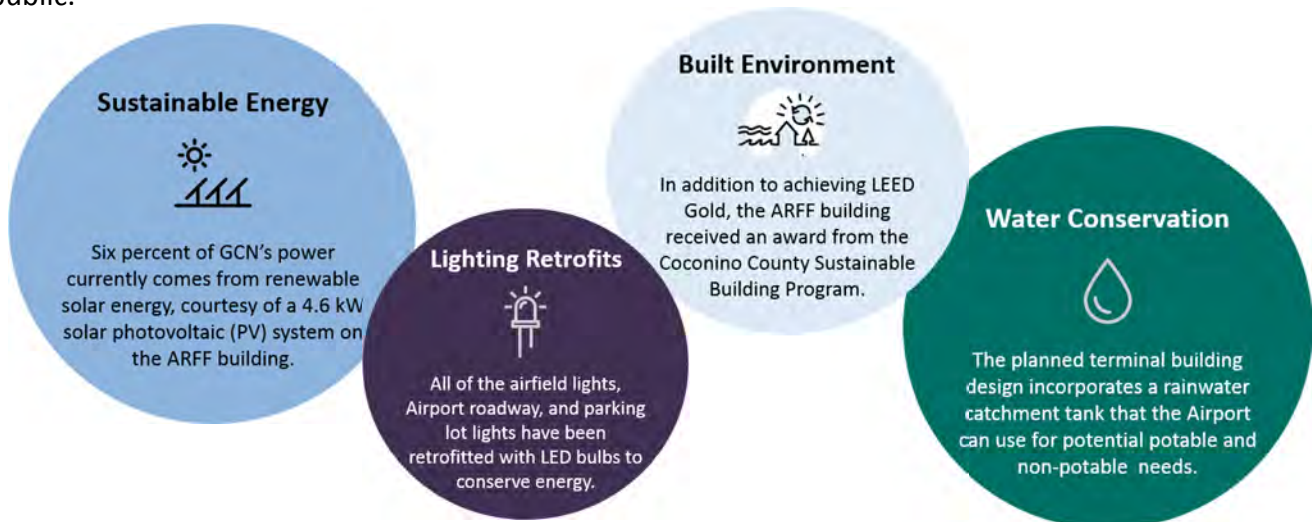 public.
Sustainable Energy
Six percent of GCN’s power
currently comes from renewable
solar energy, courtesy of a 4.6 kW
solar photovoltaic (PV) system on
the ARFF building.
Lighting Retrofits
All of the airfield lights,
Airport roadway, and parking
lot lights have been
retrofitted with LED bulbs to
conserve energy.
Built Environment
In addition to achieving LEED
Gold, the ARFF building
received an award from the
Coconino County Sustainable
Building Program.
Water Conservation
The planned terminal building
design incorporates a rainwater
catchment tank that the Airport
can use for potential potable and
non-potable needs.